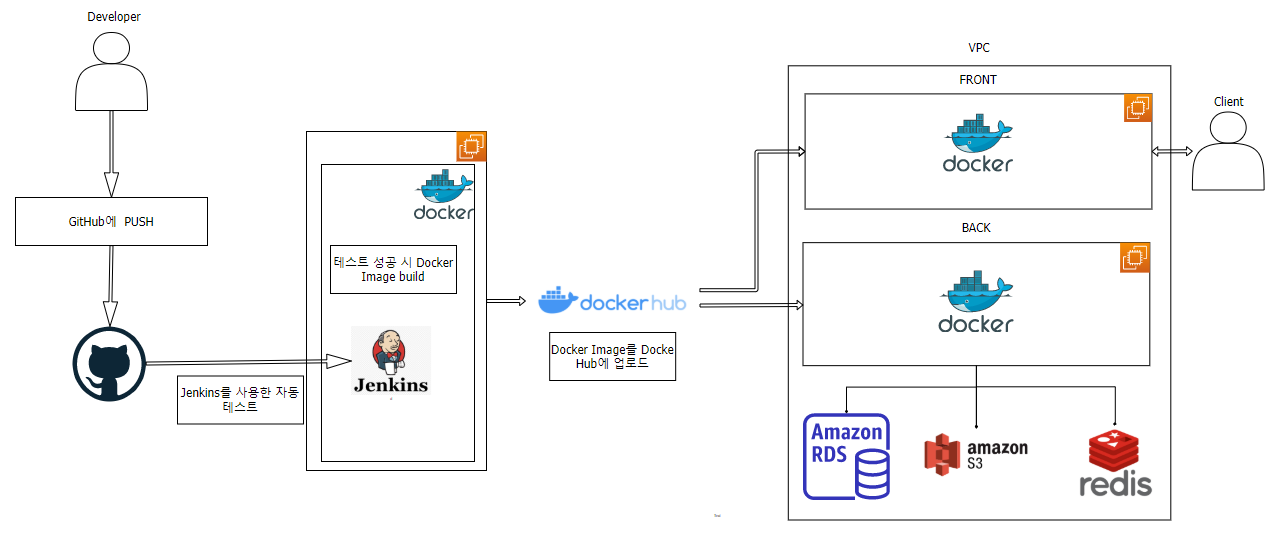 Developer
GitHub에 PUSH
Jenkins를 사용한 자동
테스트
docker
테스트 성공 시 Docker
Image build
Jenkins
docker hub
Docker Image를 Docke
Hub에 업로드
VPC
FRONT
docker
Client
BACK
docker
Amazon
RDS
amazon
S3
redis